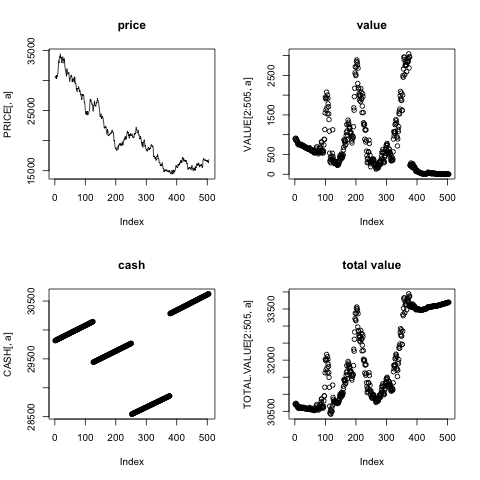 price
PRICE[, a]
35000
25000
15000
0 100 200 300 400 500
Index
value
VALUE[2:505, a]
2500
1500
500
0
0 100 200 300 400 500
Index
cash
CASH[, a]
30500
29500
28500
0 100 200 300 400 500
Index
total value
TOTAL.VALUE[2:505, a]
33500
32000
30500
0 100 200 300 400 500
Index